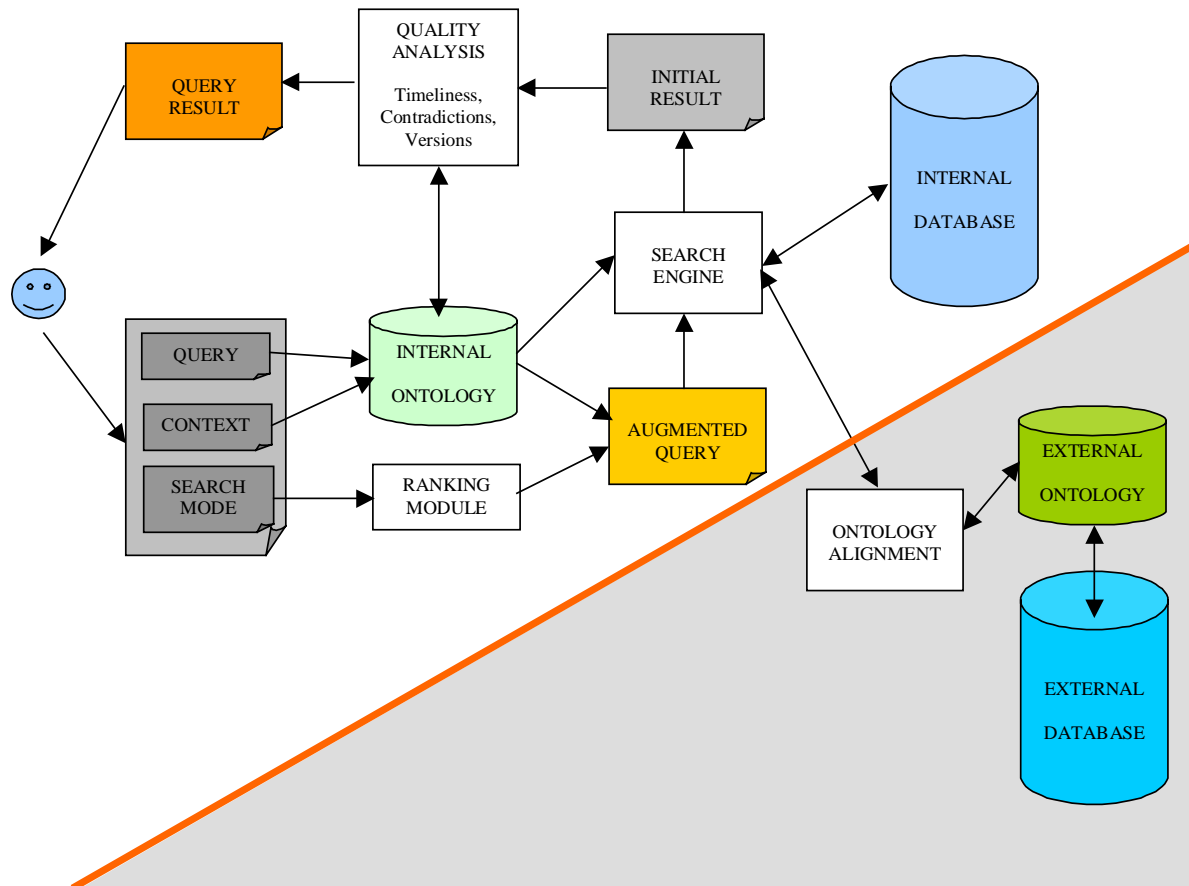 QUALITY
ANALYSIS
Timeliness,
Contradictions,
Versions
QUERY
RESULT
INITIAL
RESULT
INTERNAL
DATABASE
SEARCH
ENGINE
QUERY
CONTEXT
SEARCH
MODE
INTERNAL
ONTOLOGY
RANKING
MODULE
AUGMENTED
QUERY
ONTOLOGY
ALIGNMENT
EXTERNAL
ONTOLOGY
EXTERNAL
DATABASE